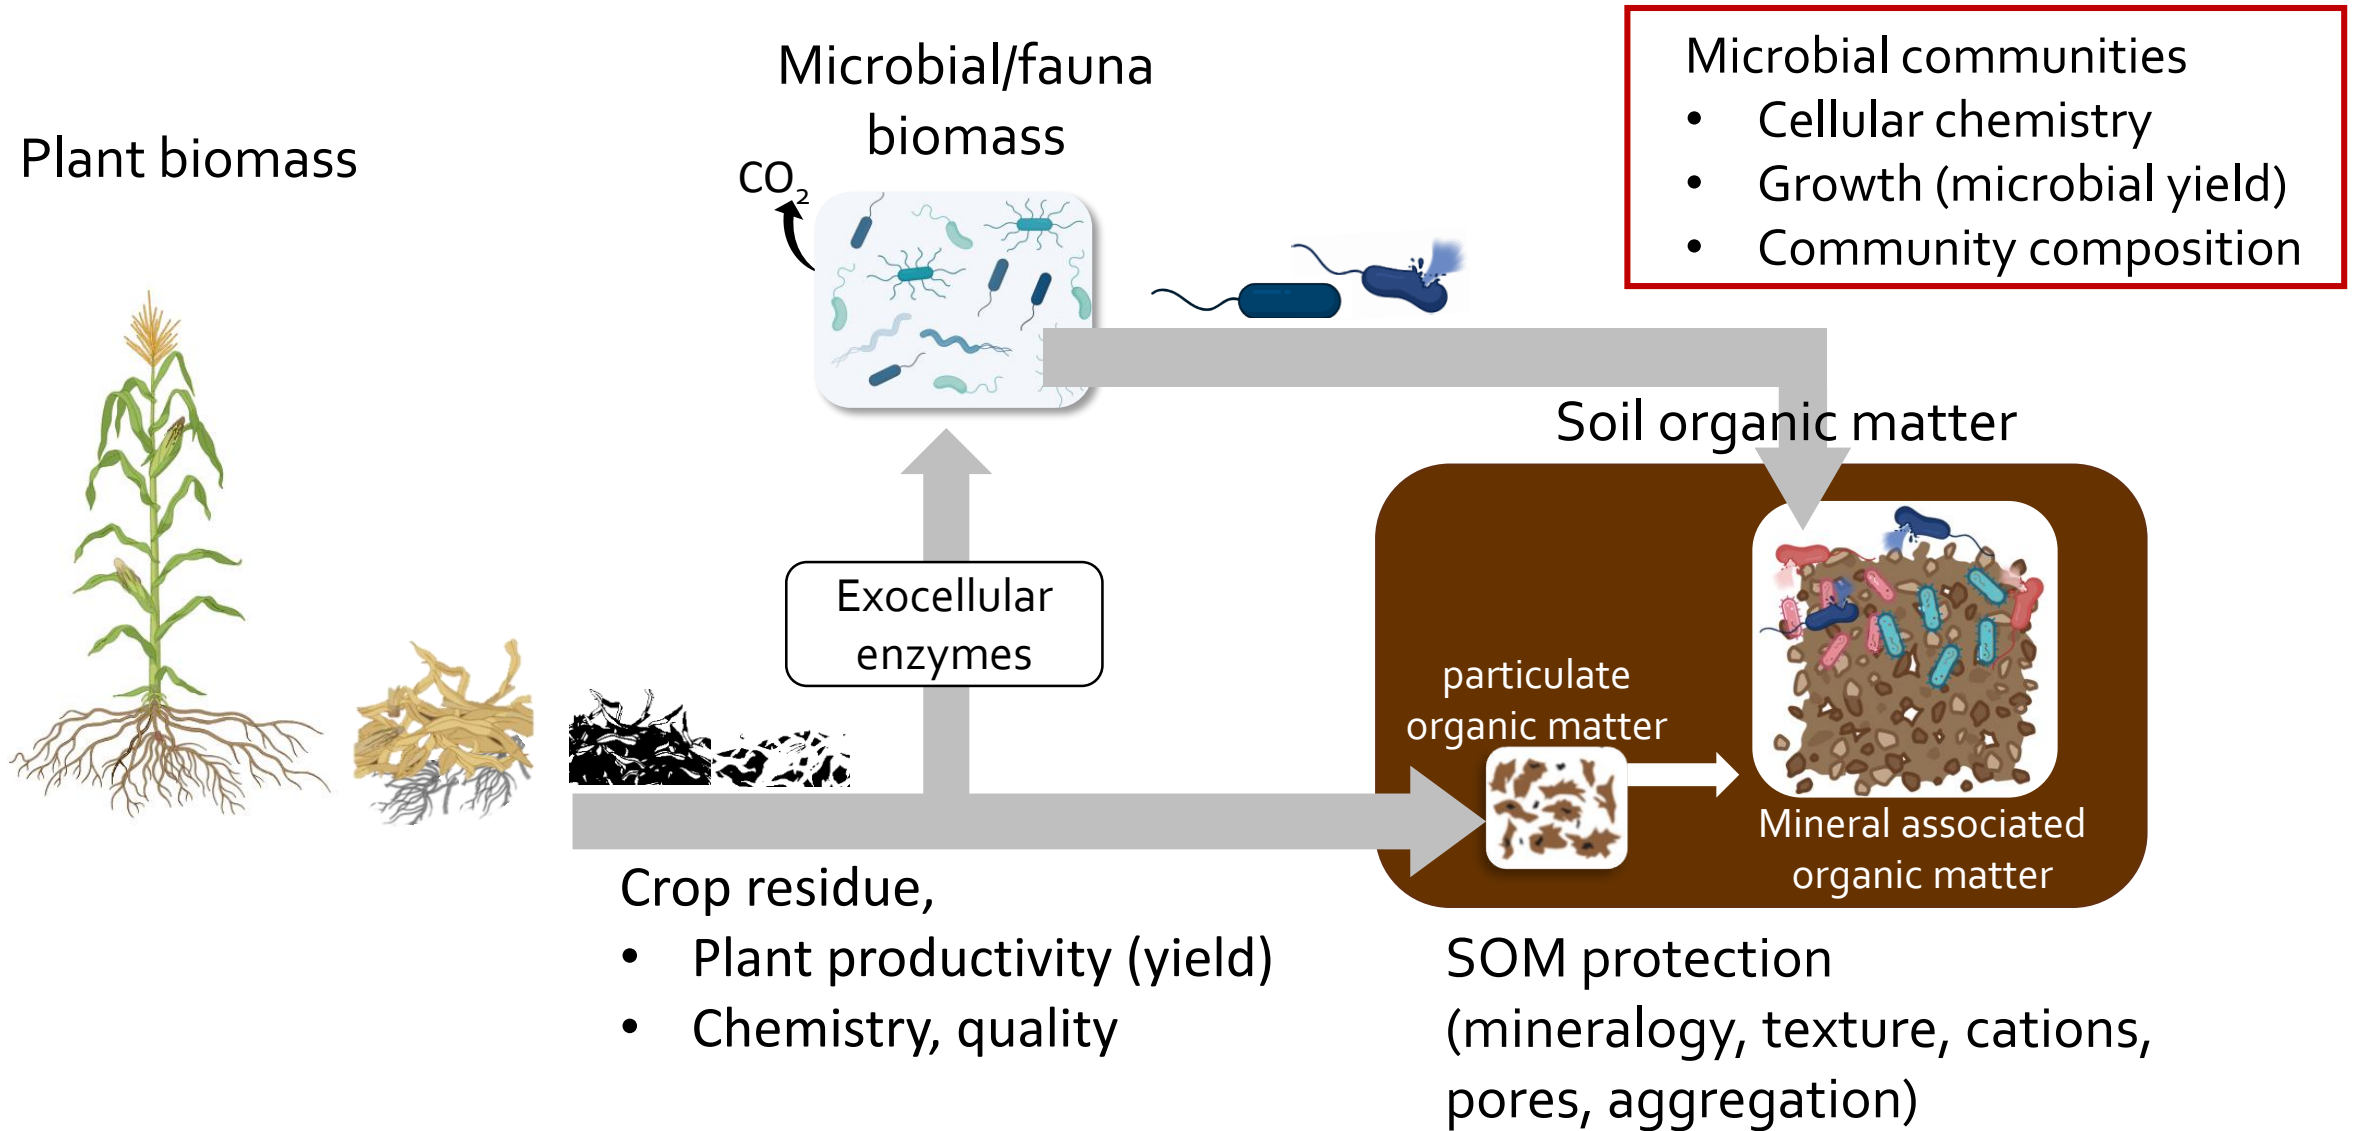 Plant biomass
Microbial/fauna
biomass
CO₂
Microbial communities
• Cellular chemistry
• Growth (microbial yield)
• Community composition
Soil organic matter
Exocellular
enzymes
particulate
organic matter
Mineral associated
organic matter
Crop residue,
• Plant productivity (yield)
• Chemistry, quality
SOM protection
(mineralogy, texture, cations,
pores, aggregation)